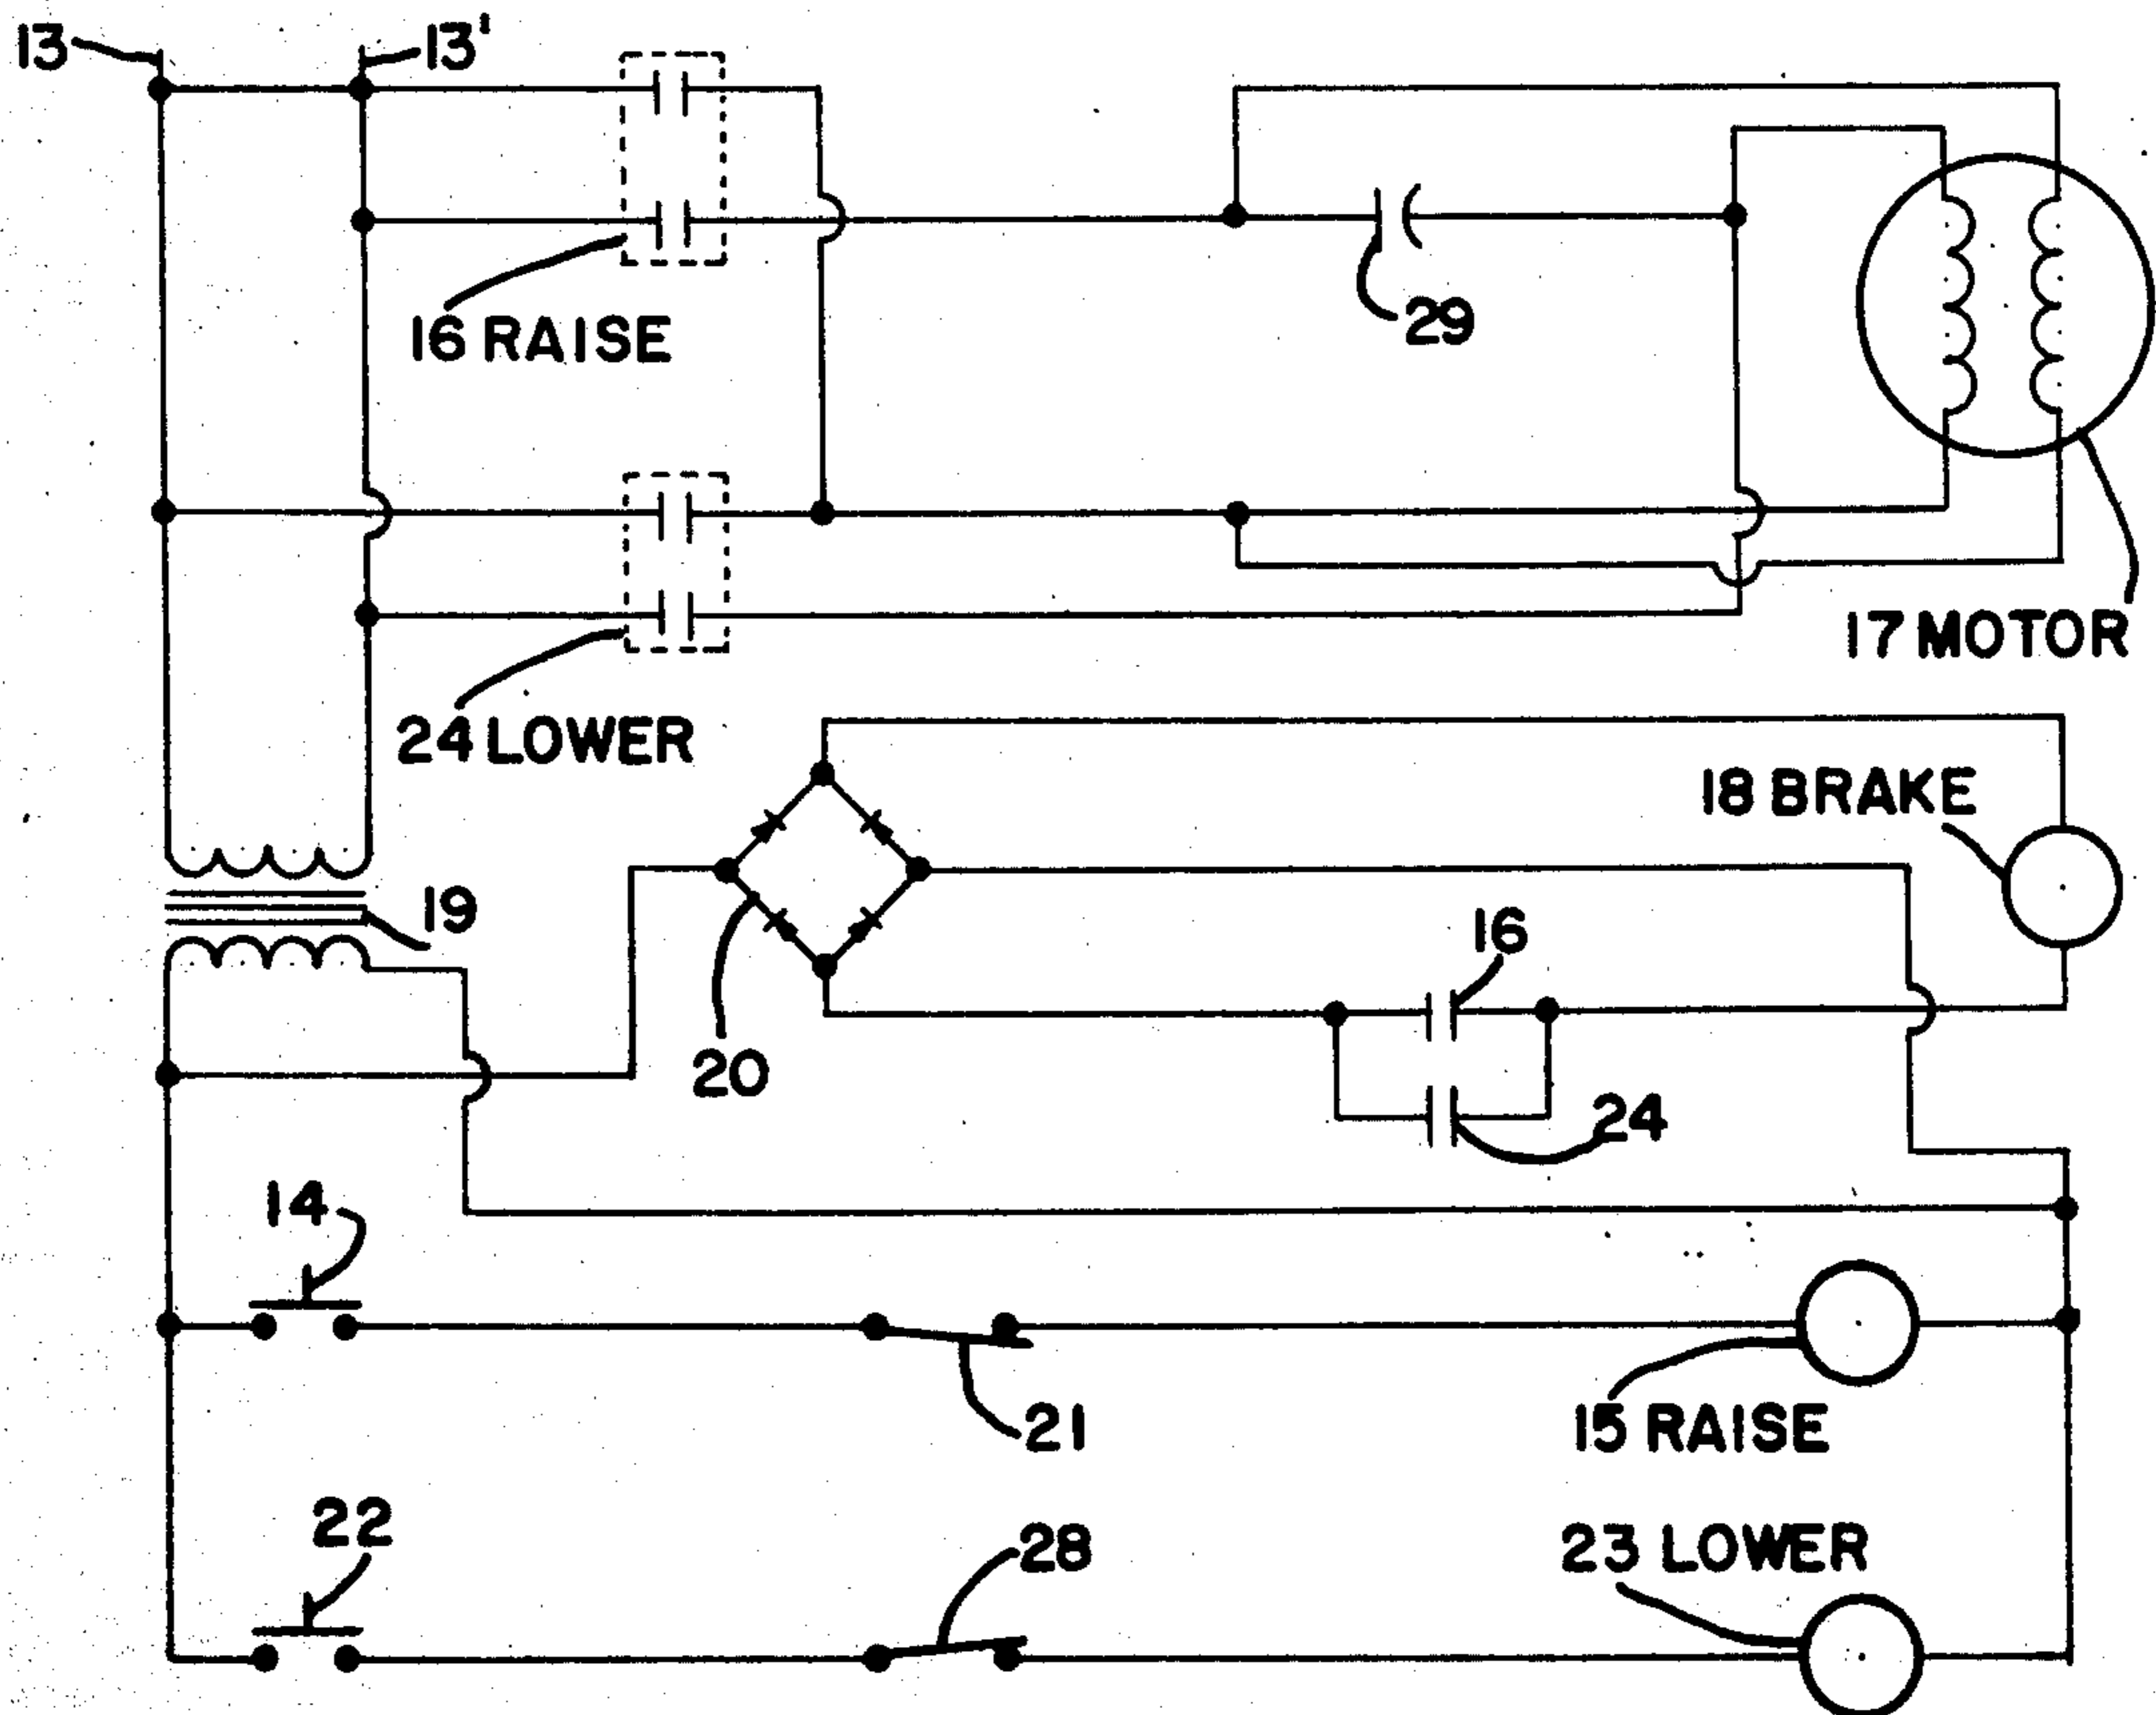 13
13'
16 RAISE
29
17 MOTOR
24 LOWER
18 BRAKE
19
16
20
24
14
21
15 RAISE
22
28
23 LOWER